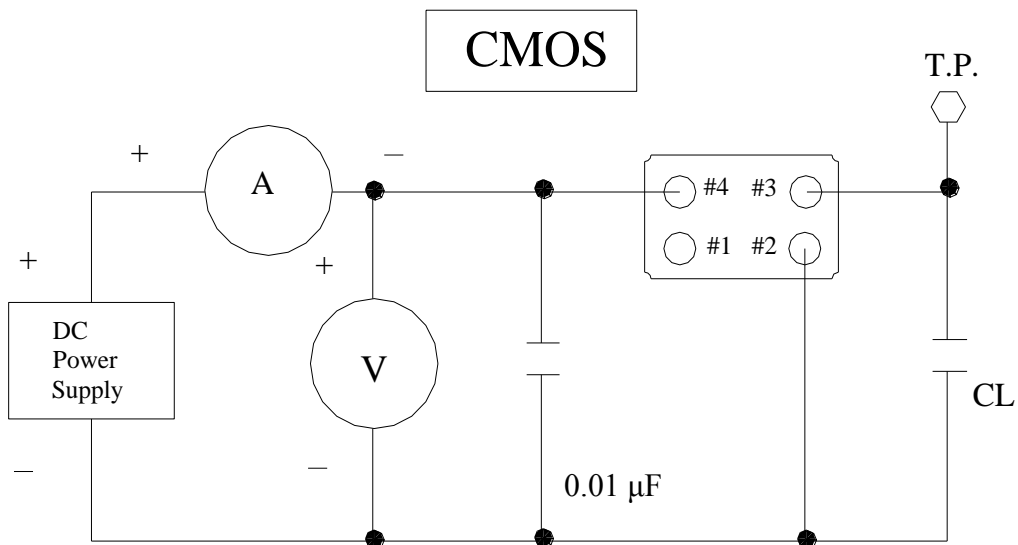 CMOS
T.P.
+
–
A
#4 #3
#1 #2
+
+
DC
Power
Supply
V
CL
–
–
0.01 μF